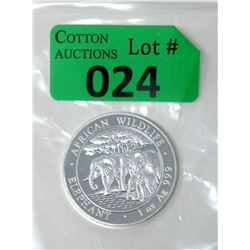 COTTON
AUCTIONS
Lot #
024
AFRICAN WILDLIFE
ELEPHANT · 1 oz Ag 999